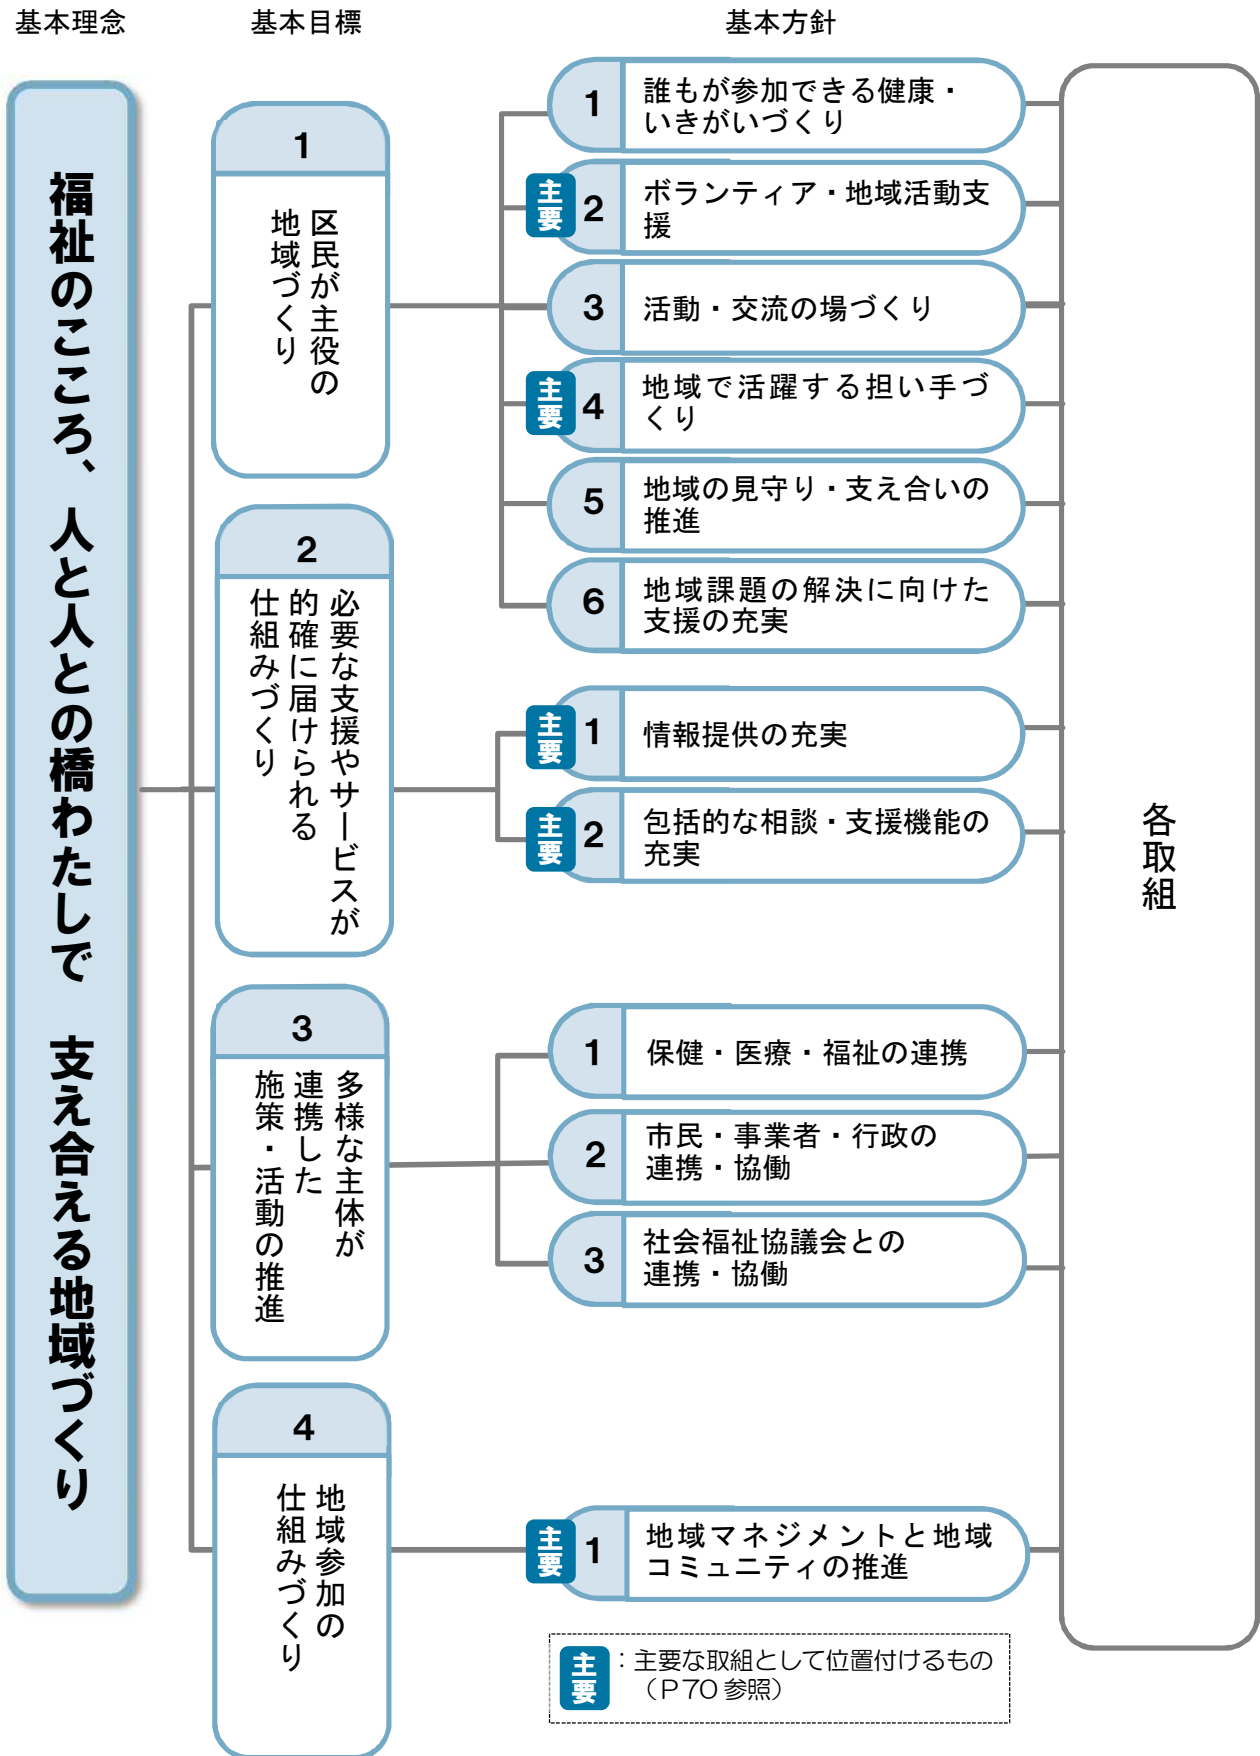 基本理念
基本目標
基本方針
福祉のこころ、人と人との橋わたしで　支え合える地域づくり
1
区民が主役の
地域づくり
1
誰もが参加できる健康・
いきがいづくり
主要
2
ボランティア・地域活動支
援
3
活動・交流の場づくり
主要
4
地域で活躍する担い手づ
くり
5
地域の見守り・支え合いの
推進
6
地域課題の解決に向けた
支援の充実
2
必要な支援やサービスが
的確に届けられる
仕組みづくり
主要
1
情報提供の充実
主要
2
包括的な相談・支援機能の
充実
3
多様な主体が
連携した
施策・活動の推進
1
保健・医療・福祉の連携
2
市民・事業者・行政の
連携・協働
3
社会福祉協議会との
連携・協働
4
地域参加の
仕組みづくり
主要
1
地域マネジメントと地域
コミュニティの推進
各取組
主要
：主要な取組として位置付けるもの
（P70 参照）